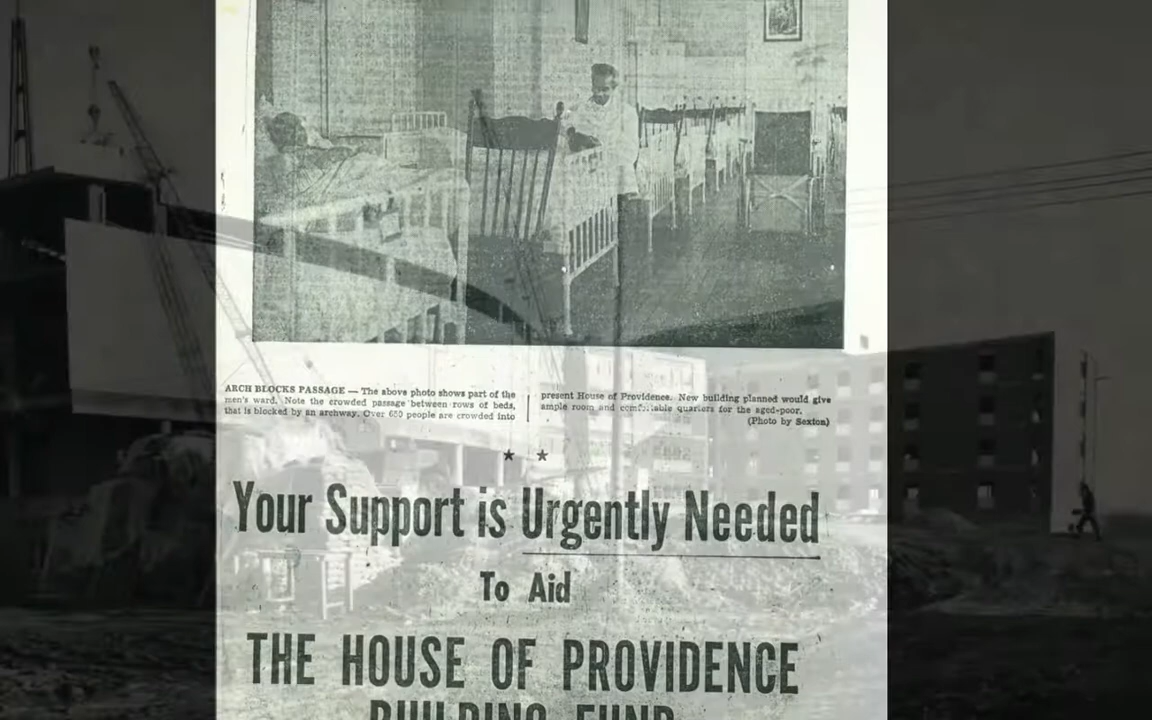 ARCH BLOCKS PASSAGE — The above photo shows part of the
men's ward. Note the crowded passage between rows of beds,
that is blocked by an archway. Over 650 people are crowded into
present House of Providence. New building planned would give
ample room and comfortable quarters for the aged-poor.
(Photo by Sexton)
★ ★
Your Support is Urgently Needed
To Aid
THE HOUSE OF PROVIDENCE
BUILDING FUND